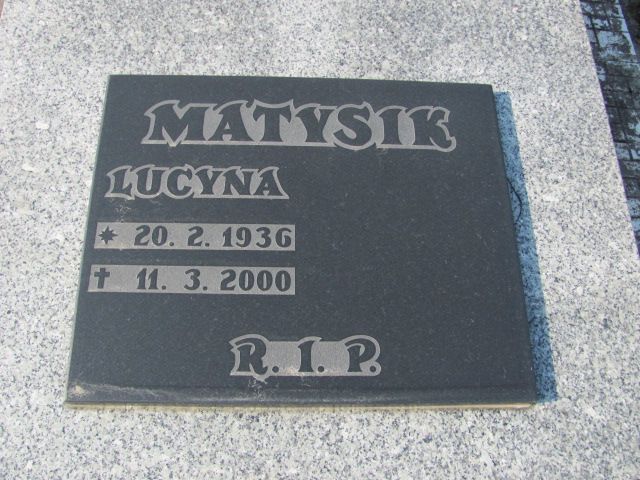 MATYSIK
LUCYNA
* 20. 2. 1936
† 11. 3. 2000
R. I. P.